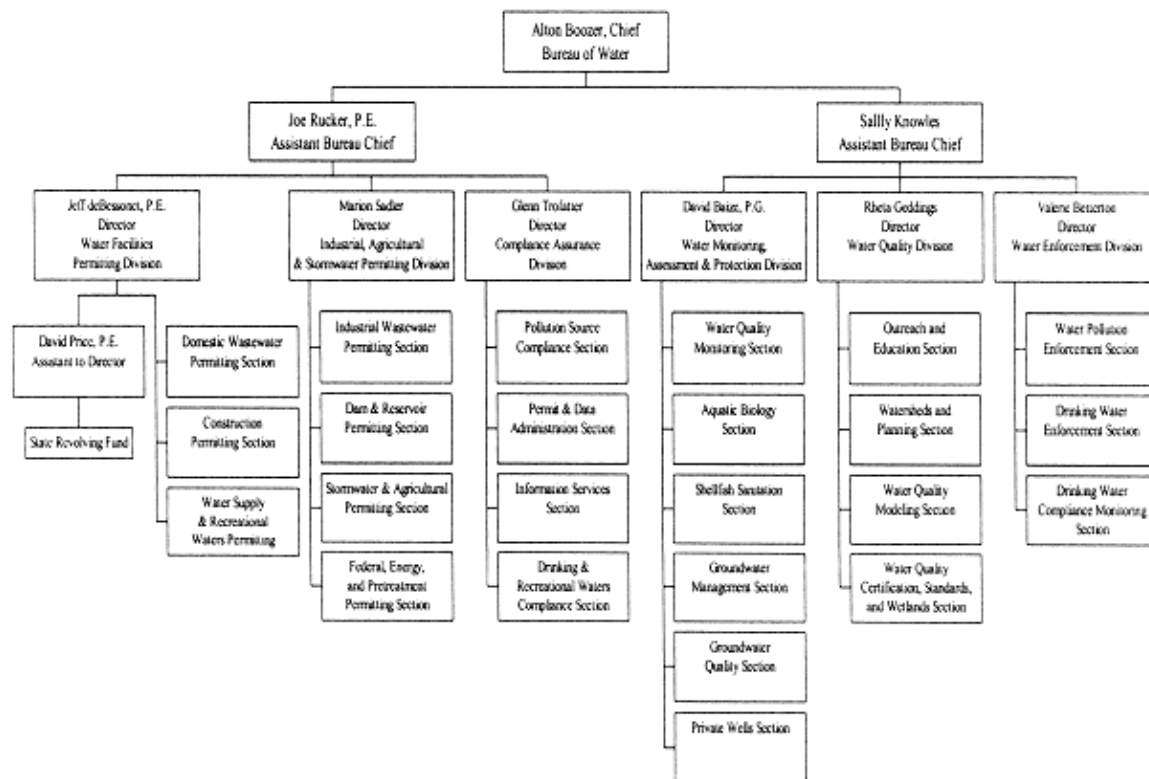 Alton Boozer, Chief
Bureau of Water
Joe Rucker, P.E.
Assistant Bureau Chief
Sallly Knowles
Assistant Bureau Chief
Jeff deBessonet, P.E.
Director
Water Facilities
Permitting Division
Marion Sadler
Director
Industrial, Agricultural
& Stormwater Permitting Division
Glenn Trofatter
Director
Compliance Assurance
Division
David Baize, P.G.
Director
Water Monitoring,
Assessment & Protection Division
Rheta Geddings
Director
Water Quality Division
Valerie Betterton
Director
Water Enforcement Division
David Price, P.E.
Assistant to Director
State Revolving Fund
Domestic Wastewater
Permitting Section
Construction
Permitting Section
Water Supply
& Recreational
Waters Permitting
Industrial Wastewater
Permitting Section
Dam & Reservoir
Permitting Section
Stormwater & Agricultural
Permitting Section
Federal, Energy,
and Pretreatment
Permitting Section
Pollution Source
Compliance Section
Permit & Data
Administration Section
Information Services
Section
Drinking &
Recreational Waters
Compliance Section
Water Quality
Monitoring Section
Aquatic Biology
Section
Shellfish Sanitation
Section
Groundwater
Management Section
Groundwater
Quality Section
Private Wells Section
Outreach and
Education Section
Watersheds and
Planning Section
Water Quality
Modeling Section
Water Quality
Certification, Standards,
and Wetlands Section
Water Pollution
Enforcement Section
Drinking Water
Enforcement Section
Drinking Water
Compliance Monitoring
Section